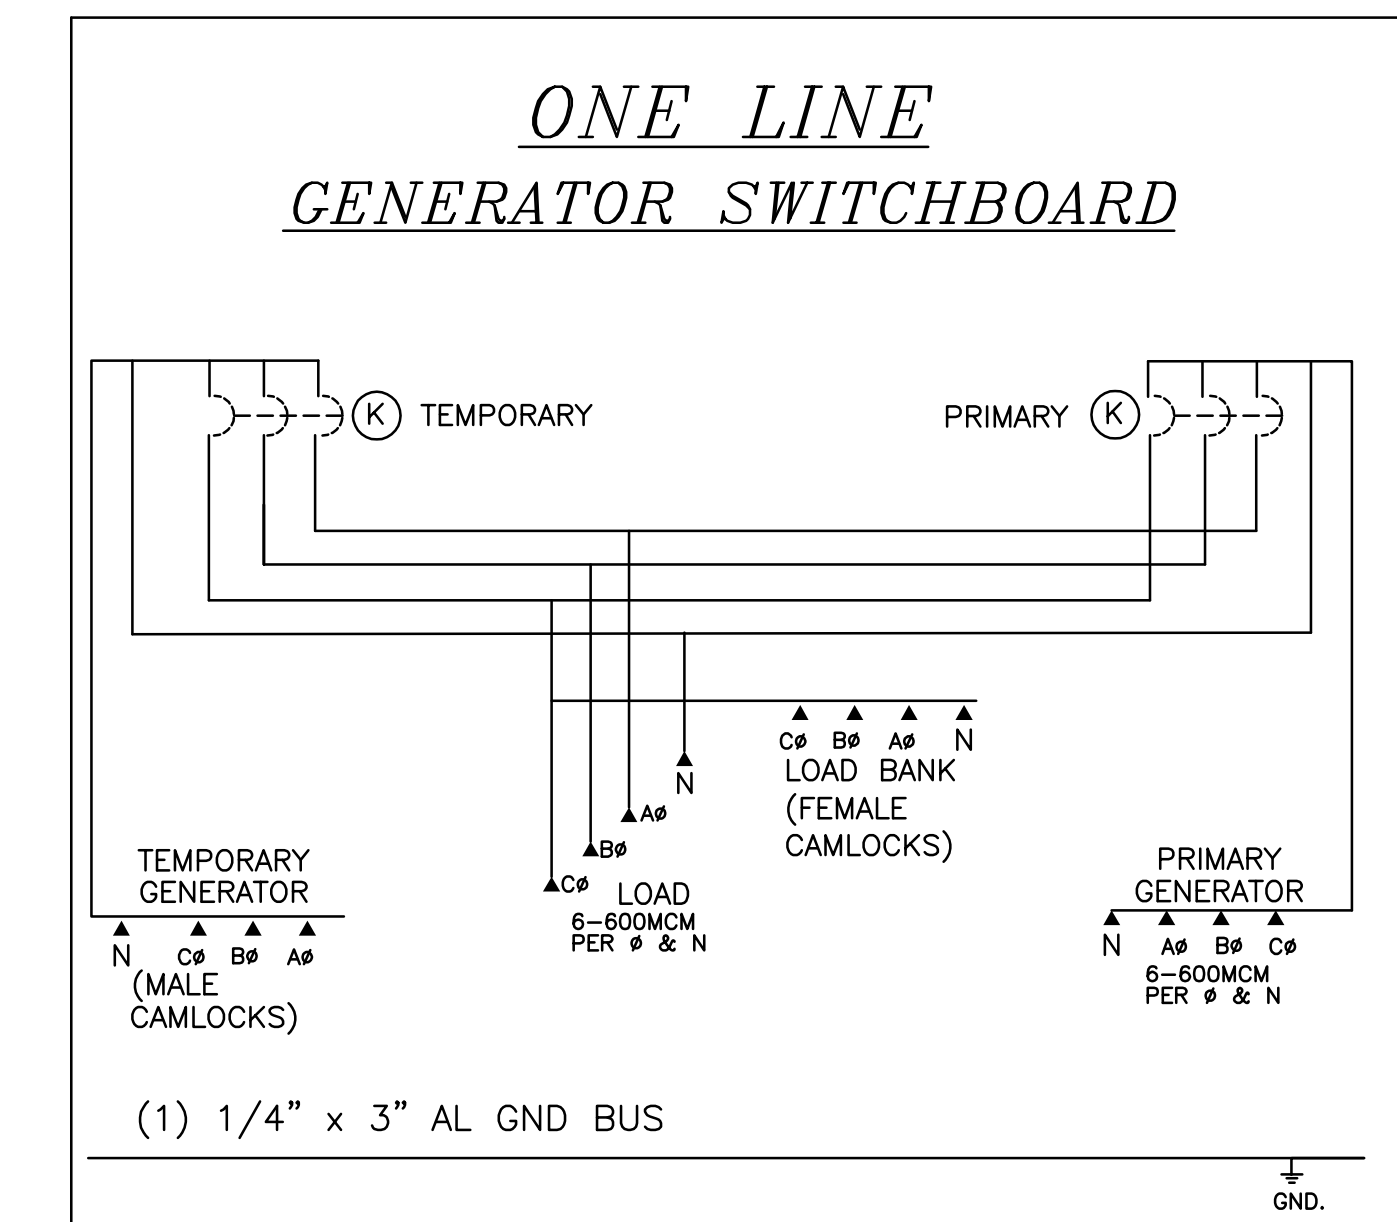 ONE LINE
GENERATOR SWITCHBOARD
K TEMPORARY
PRIMARY K
CØ BØ AØ N
LOAD BANK
(FEMALE
CAMLOCKS)
N
AØ
BØ
CØ
LOAD
6-600MCM
PER Ø & N
TEMPORARY
GENERATOR
N CØ BØ AØ
(MALE
CAMLOCKS)
PRIMARY
GENERATOR
N AØ BØ CØ
6-600MCM
PER Ø & N
(1) 1/4" x 3" AL GND BUS
GND.